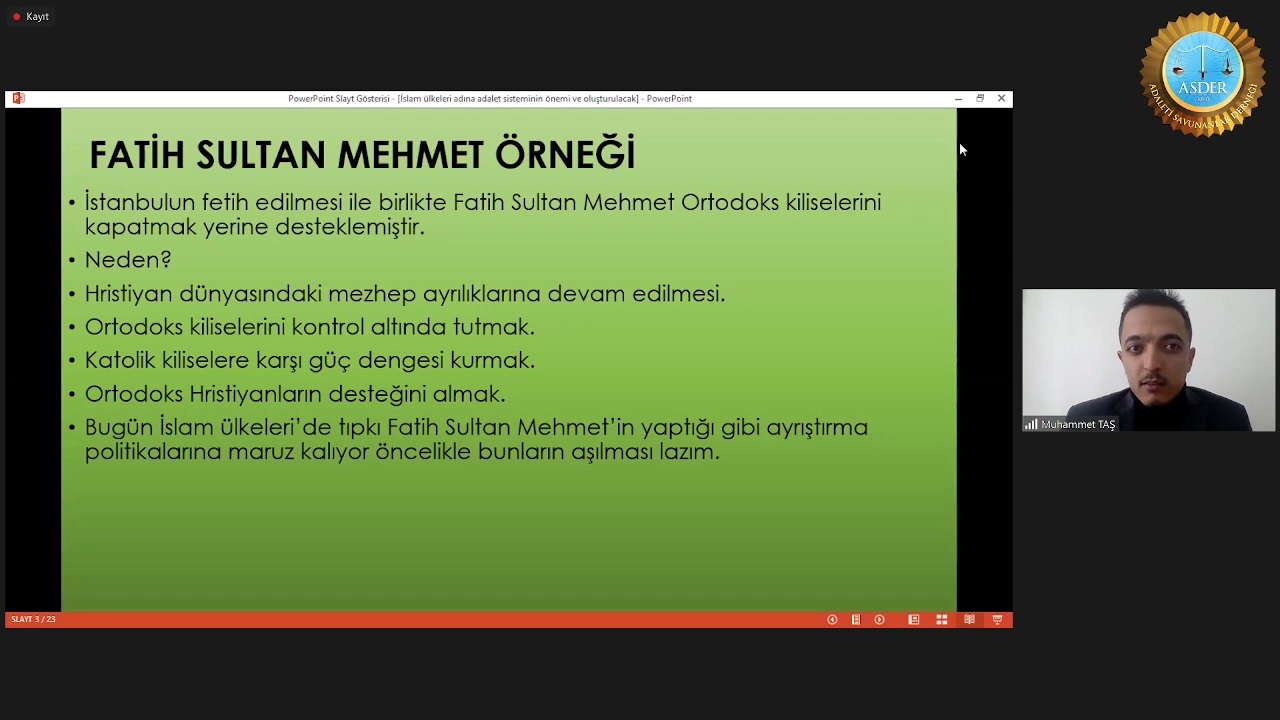 Kayıt
PowerPoint Slayt Gösterisi - [İslam ülkeleri adına adalet sisteminin önemi ve oluşturulacak] - PowerPoint
FATİH SULTAN MEHMET ÖRNEĞİ
• İstanbulun fetih edilmesi ile birlikte Fatih Sultan Mehmet Ortodoks kiliselerini
kapatmak yerine desteklemiştir.
• Neden?
• Hristiyan dünyasındaki mezhep ayrılıklarına devam edilmesi.
• Ortodoks kiliselerini kontrol altında tutmak.
• Katolik kiliselere karşı güç dengesi kurmak.
• Ortodoks Hristiyanların desteğini almak.
• Bugün İslam ülkeleri’de tıpkı Fatih Sultan Mehmet’in yaptığı gibi ayrıştırma
politikalarına maruz kalıyor öncelikle bunların aşılması lazım.
SLAYT 3 / 23
ASDER
ADALETİ SAVUNANLAR DERNEĞİ
Muhammet TAŞ